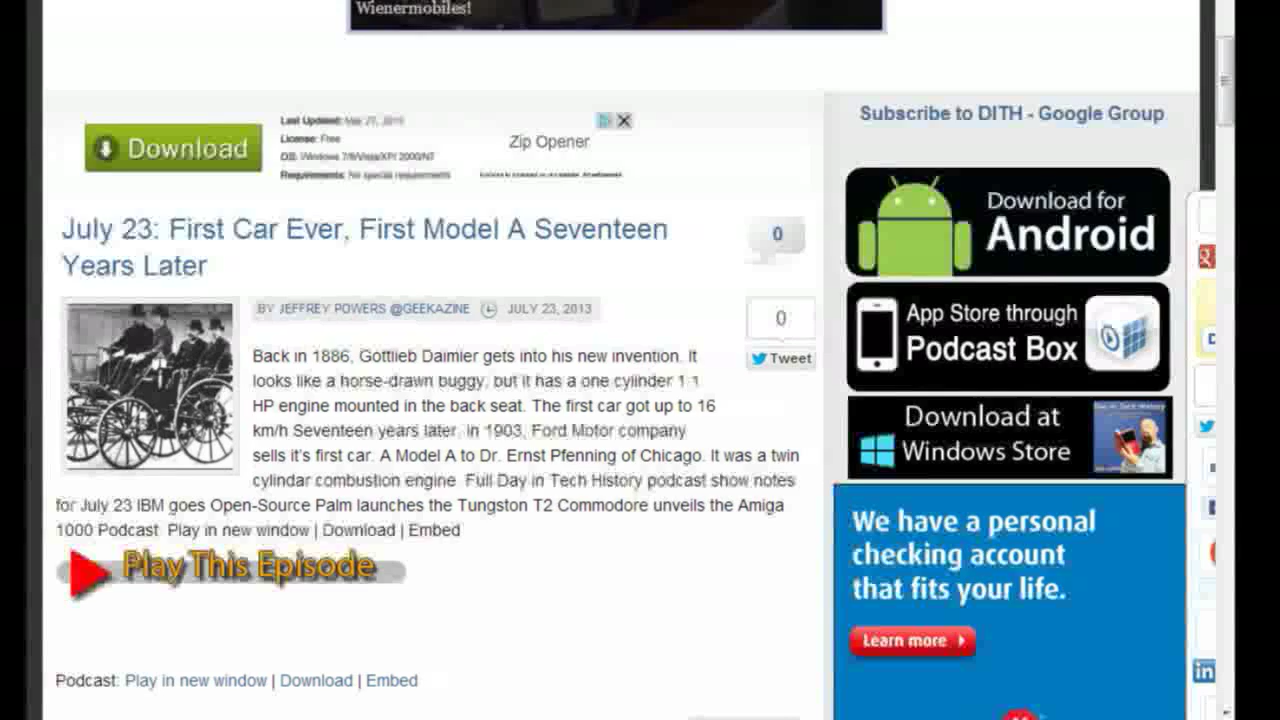 Wienermobiles!
Download
Last Updated: May 27, 2013
License: Free
OS: Windows 7/8/Vista/XP/ 2000/NT
Requirements: No special requirements
Zip Opener
July 23: First Car Ever, First Model A Seventeen
Years Later
0
BY JEFFREY POWERS @GEEKAZINE JULY 23, 2013
0
Tweet
Back in 1886, Gottlieb Daimier gets into his new invention. It
looks like a horse-drawn buggy, but it has a one cylinder 1.1
HP engine mounted in the back seat. The first car got up to 16
km/h Seventeen years later, in 1903, Ford Motor company
sells it's first car. A Model A to Dr. Ernst Pfenning of Chicago. It was a twin
cylindar combustion engine. Full Day in Tech History podcast show notes
for July 23 IBM goes Open-Source Palm launches the Tungston T2 Commodore unveils the Amiga
1000 Podcast: Play in new window | Download | Embed
Play This Episode
Podcast: Play in new window | Download | Embed
Subscribe to DITH - Google Group
Download for
Android
App Store through
Podcast Box
Download at
Windows Store
We have a personal
checking account
that fits your life.
Learn more
g
in